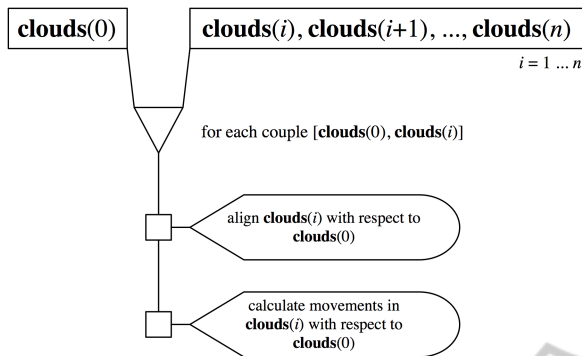 clouds(0)
clouds(i), clouds(i+1), ..., clouds(n)
i = 1 ... n
for each couple [clouds(0), clouds(i)]
align clouds(i) with respect to
clouds(0)
calculate movements in
clouds(i) with respect to
clouds(0)